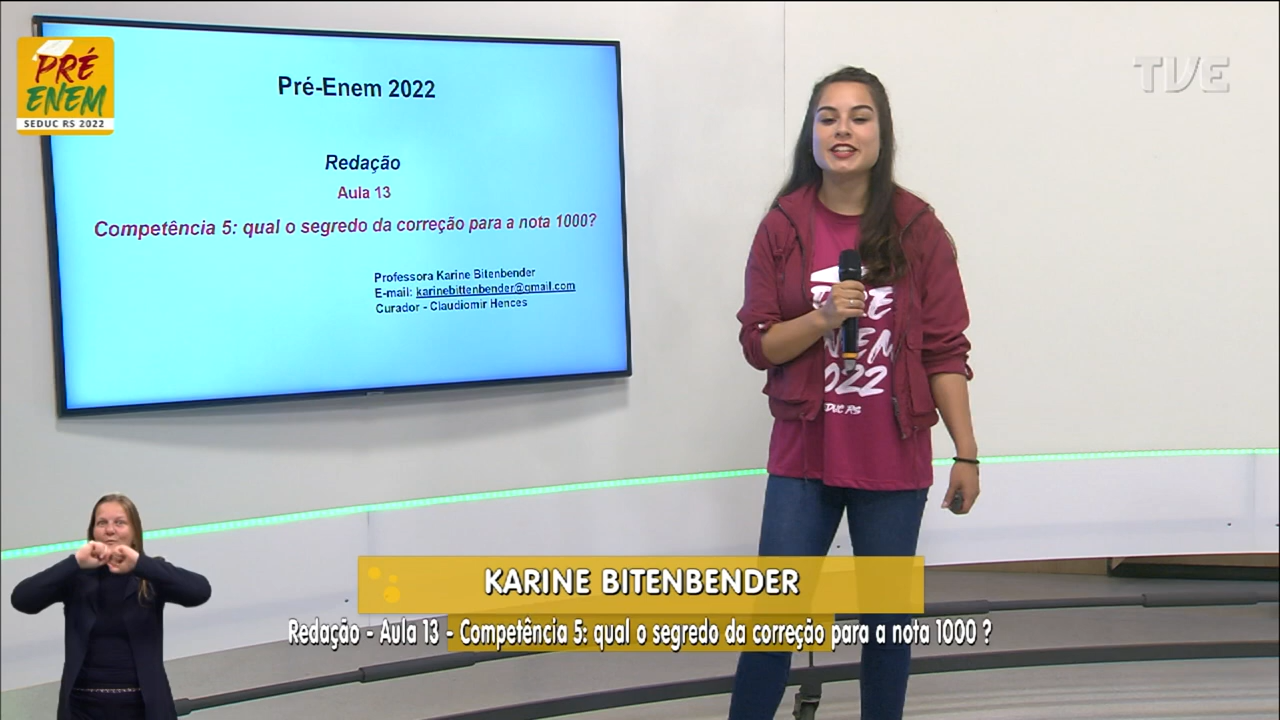 PRÉ
ENEM
SEDUC RS 2022
TVE
Pré-Enem 2022
Redação
Aula 13
Competência 5: qual o segredo da correção para a nota 1000?
Professora Karine Bitenbender
E-mail: karinebittenbender@gmail.com
Curador - Claudiomir Hences
PRE
ENEM
2022
SEDUC RS
KARINE BITENBENDER
Redação - Aula 13 - Competência 5: qual o segredo da correção para a nota 1000 ?